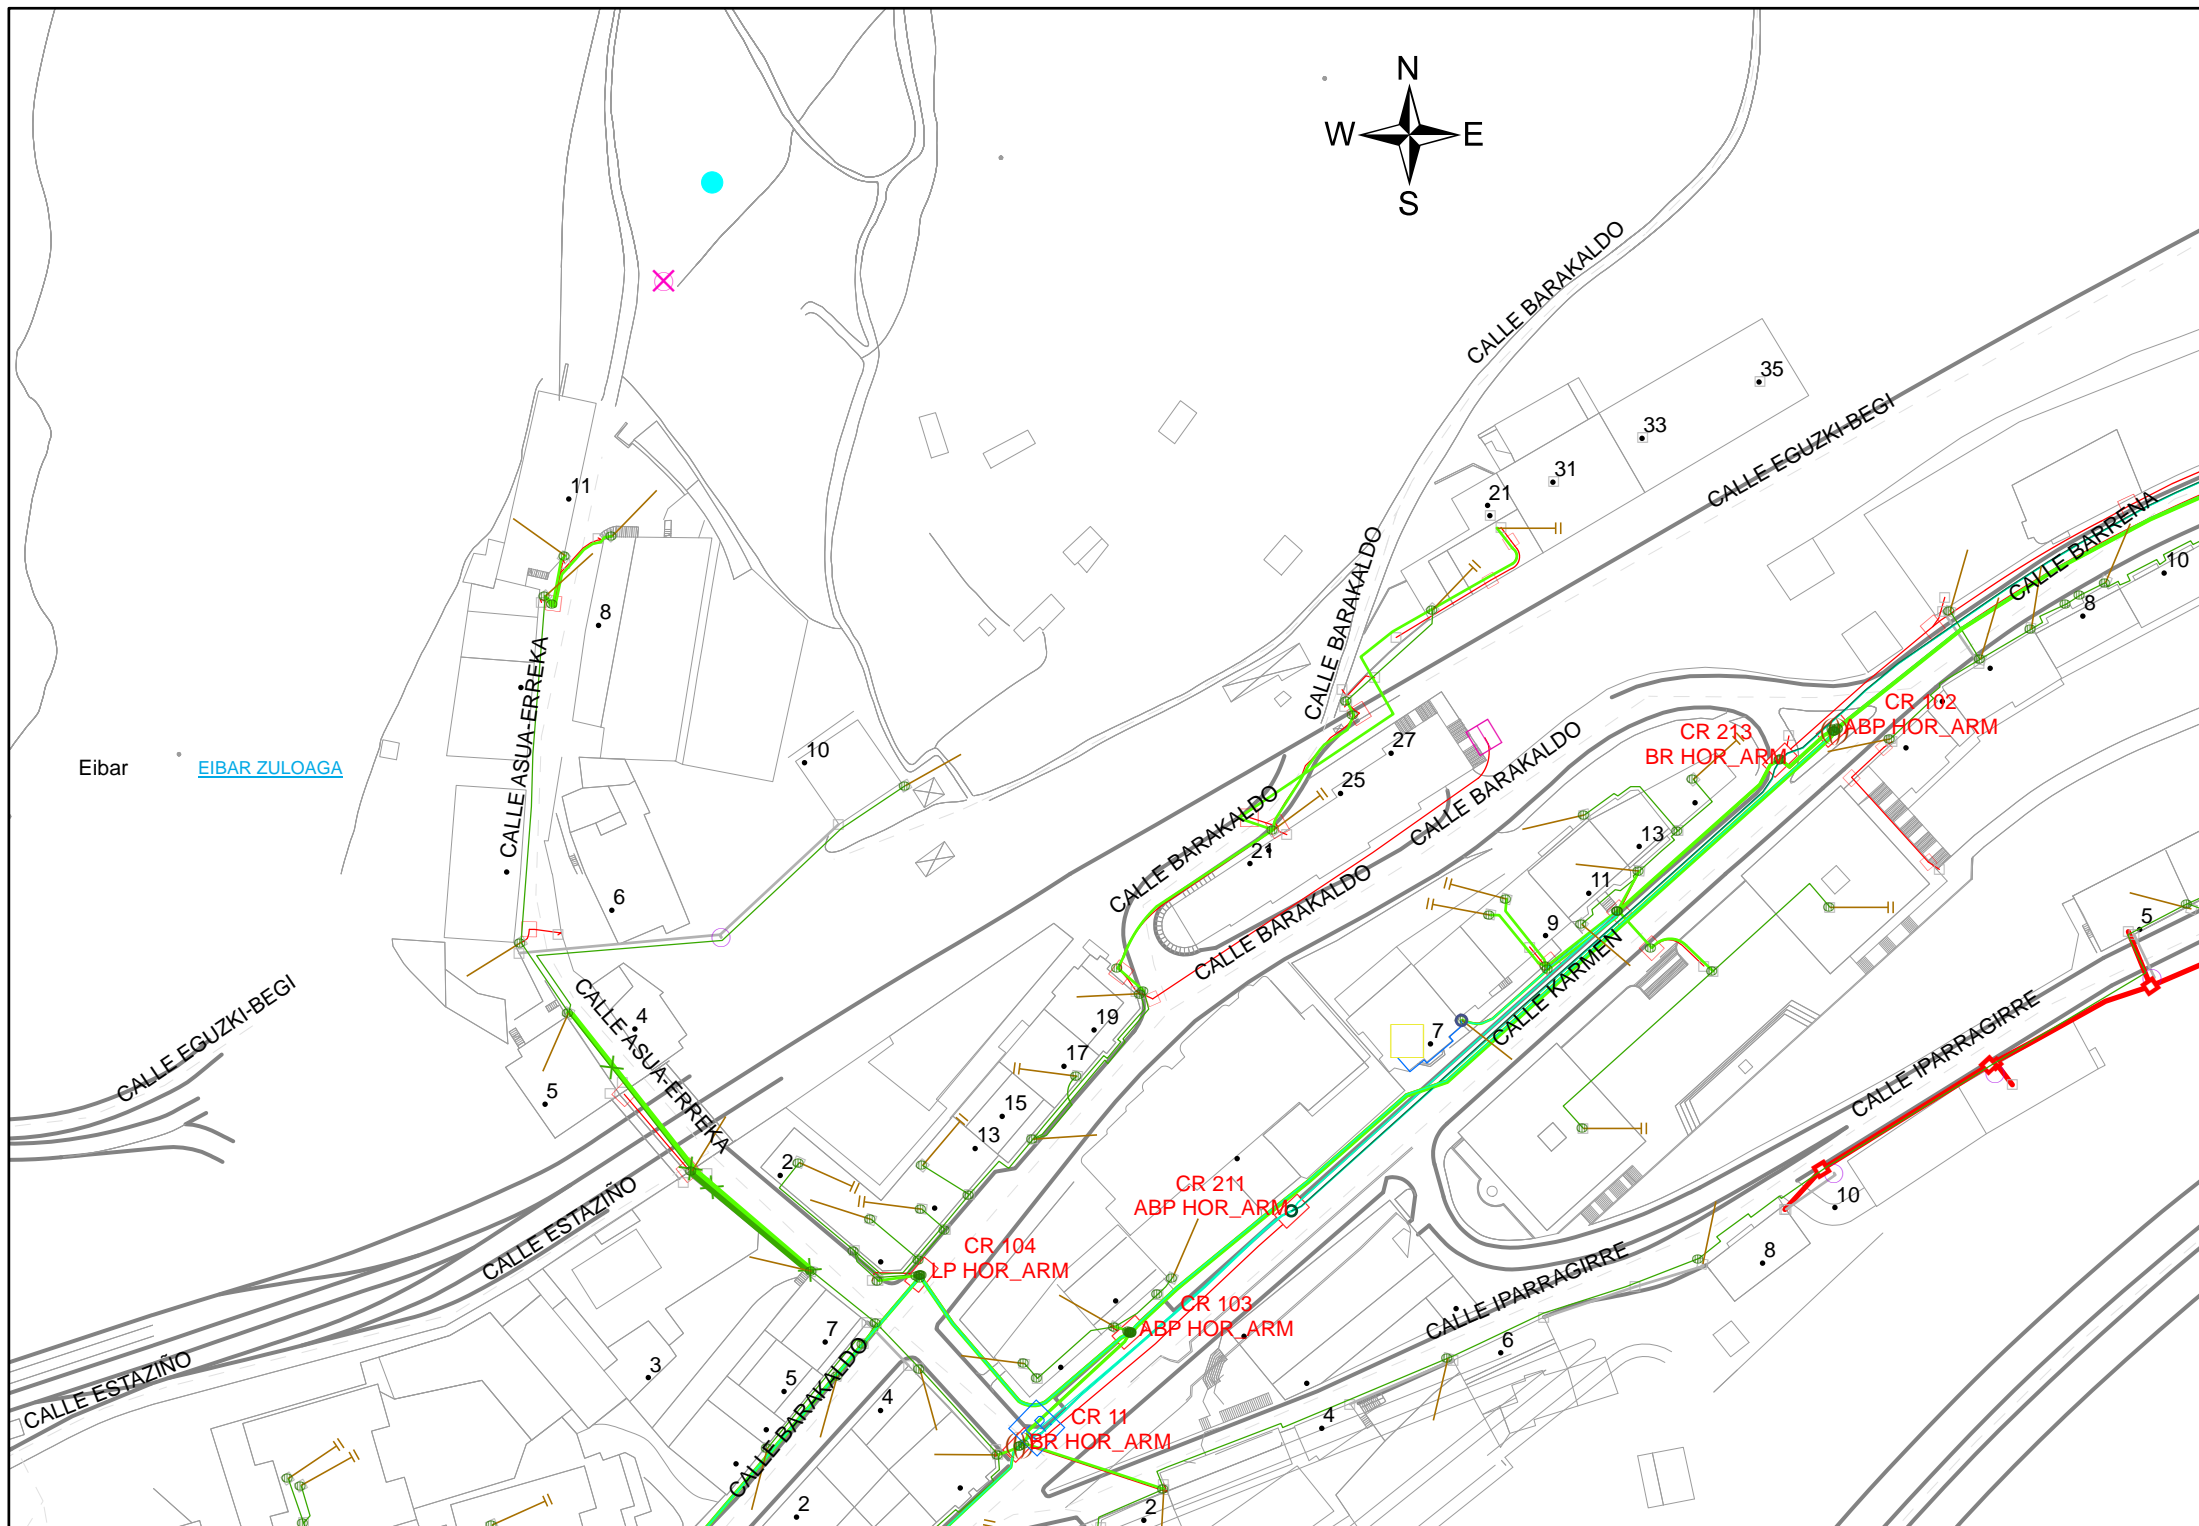 N
W
E
S
CALLE BARAKALDO
35
33
CALLE EGUZKI-BEGI
31
11
21
CALLE BARRENA
10
8
8
CALLE BARAKALDO
CALLE ASUA-ERREKA
CR 102
ABP HOR_ARM
CR 213
BR HOR_ARM
27
10
Eibar
EIBAR ZULOAGA
25
CALLE BARAKALDO
CALLE BARAKALDO
13
21
CALLE BARAKALDO
11
6
9
5
CALLE KARMEN
CALLE EGUZKI-BEGI
CALLE ASUA-ERREKA
4
19
7
17
CALLE IPARRAGIRRE
5
15
13
2
CR 211
ABP HOR_ARM
10
CALLE ESTAZIÑO
CR 104
LP HOR_ARM
8
CALLE IPARRAGIRRE
CR 103
ABP HOR_ARM
7
6
3
5
CALLE ESTAZIÑO
CALLE BARAKALDO
4
CR 11
BR HOR_ARM
4
2
2